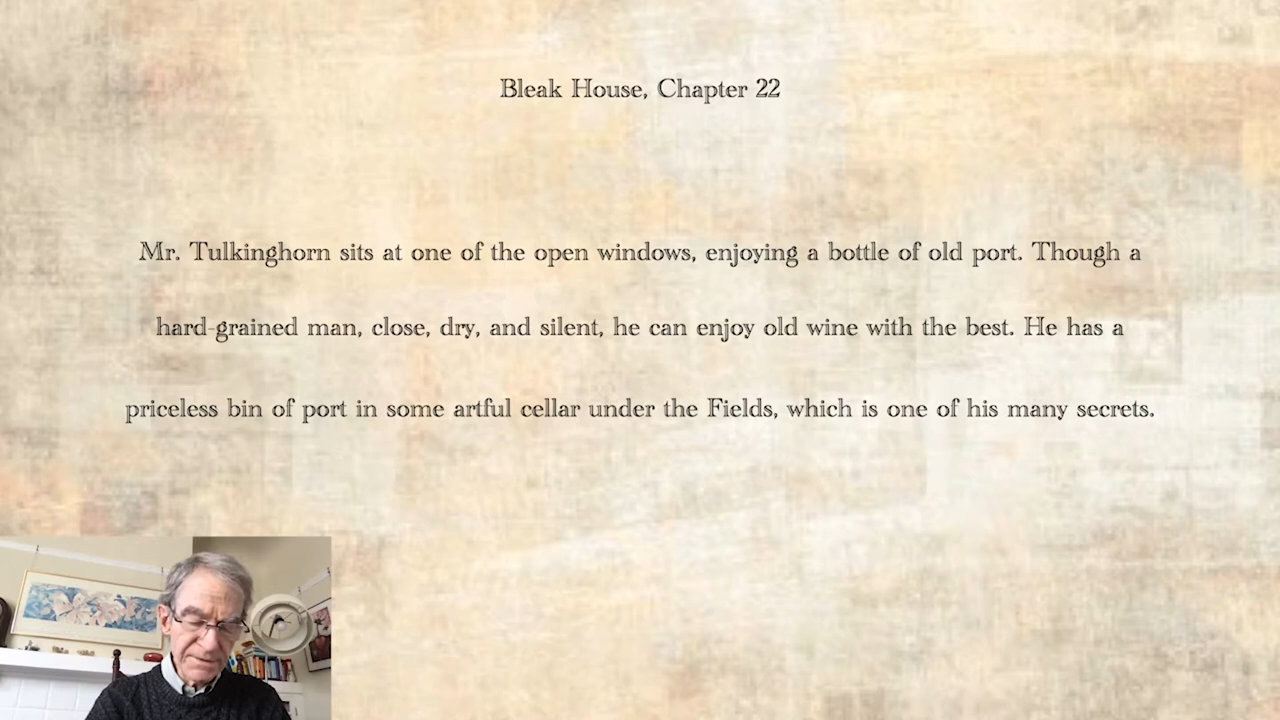 Bleak House, Chapter 22
Mr. Tulkinghorn sits at one of the open windows, enjoying a bottle of old port. Though a
hard-grained man, close, dry, and silent, he can enjoy old wine with the best. He has a
priceless bin of port in some artful cellar under the Fields, which is one of his many secrets.